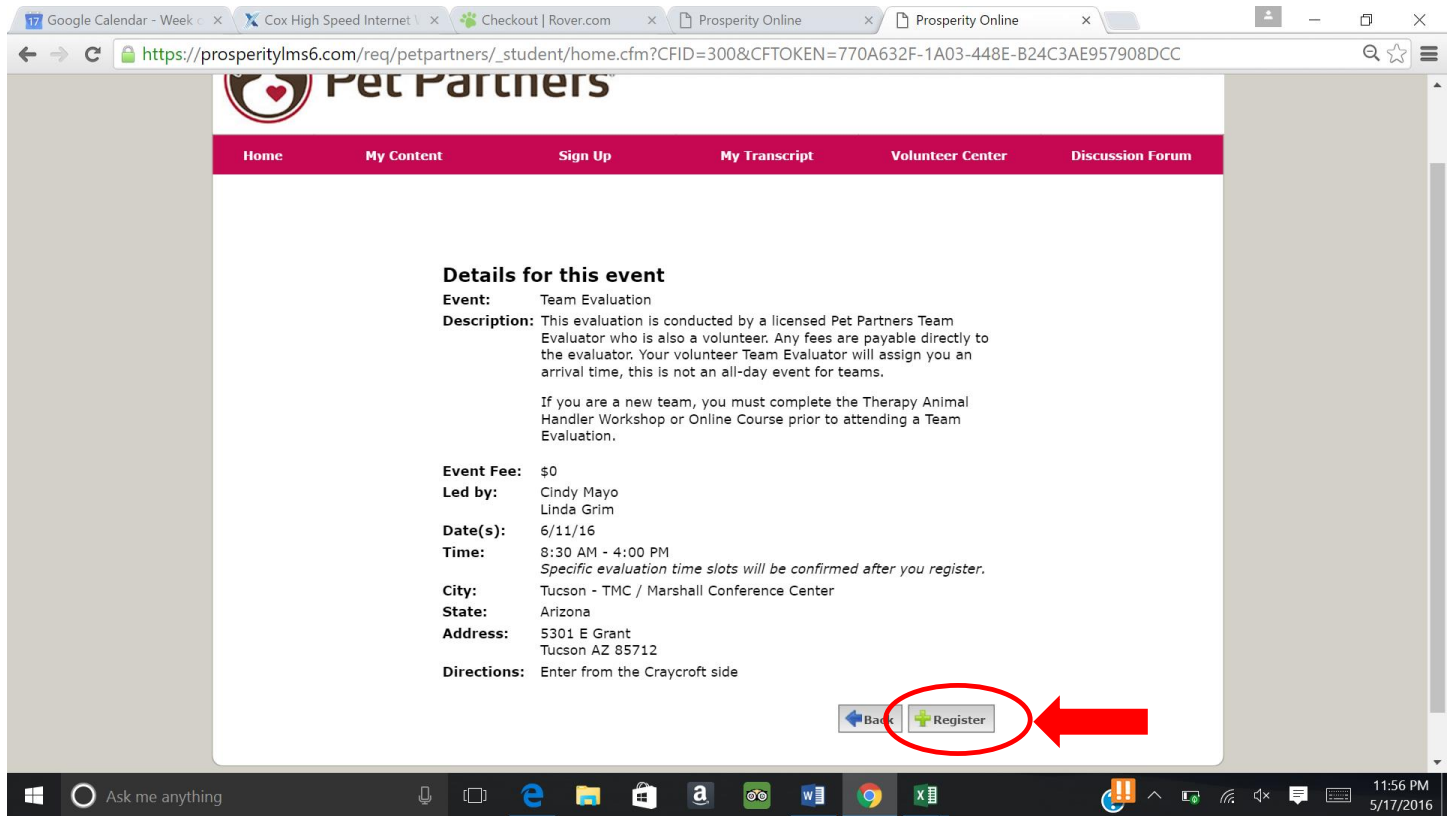 17 Google Calendar - Week
Cox High Speed Internet
Checkout | Rover.com
Prosperity Online
Prosperity Online
https://prosperitylms6.com/req/petpartners/_student/home.cfm?CFID=300&CFTOKEN=770A632F-1A03-448E-B24C3AE957908DCC
Pet Partners
Home My Content Sign Up My Transcript Volunteer Center Discussion Forum
Details for this event
Event: Team Evaluation
Description: This evaluation is conducted by a licensed Pet Partners Team
Evaluator who is also a volunteer. Any fees are payable directly to
the evaluator. Your volunteer Team Evaluator will assign you an
arrival time, this is not an all-day event for teams.
If you are a new team, you must complete the Therapy Animal
Handler Workshop or Online Course prior to attending a Team
Evaluation.
Event Fee: $0
Led by: Cindy Mayo
Linda Grim
Date(s): 6/11/16
Time: 8:30 AM - 4:00 PM
Specific evaluation time slots will be confirmed after you register.
City: Tucson - TMC / Marshall Conference Center
State: Arizona
Address: 5301 E Grant
Tucson AZ 85712
Directions: Enter from the Craycroft side
Back Register
Ask me anything
11:56 PM
5/17/2016